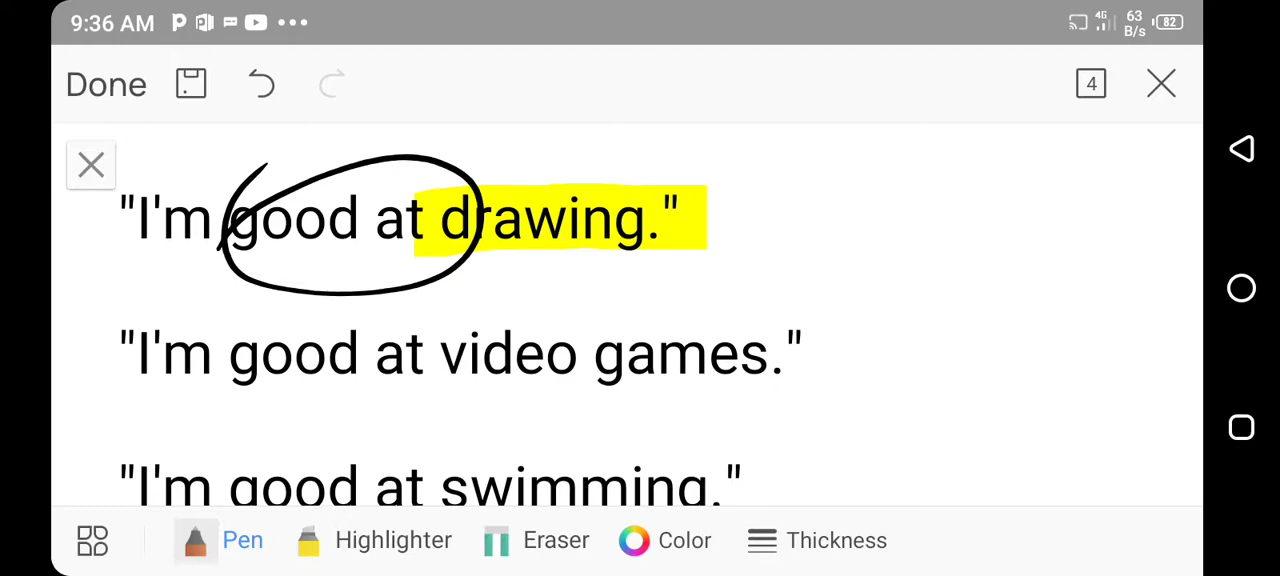 9:36 AM 4G 63 B/s 82
Done 4
"I'm good at drawing."
"I'm good at video games."
"I'm good at swimming."
Pen Highlighter Eraser Color Thickness